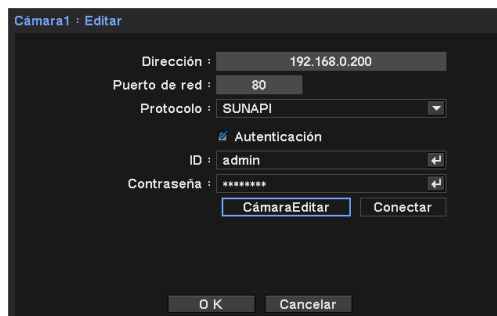 Cámara1 : Editar
Dirección : 192.168.0.200
Puerto de red : 80
Protocolo : SUNAPI
Autenticación
ID : admin
Contraseña : ********
CámaraEditar Conectar
OK Cancelar